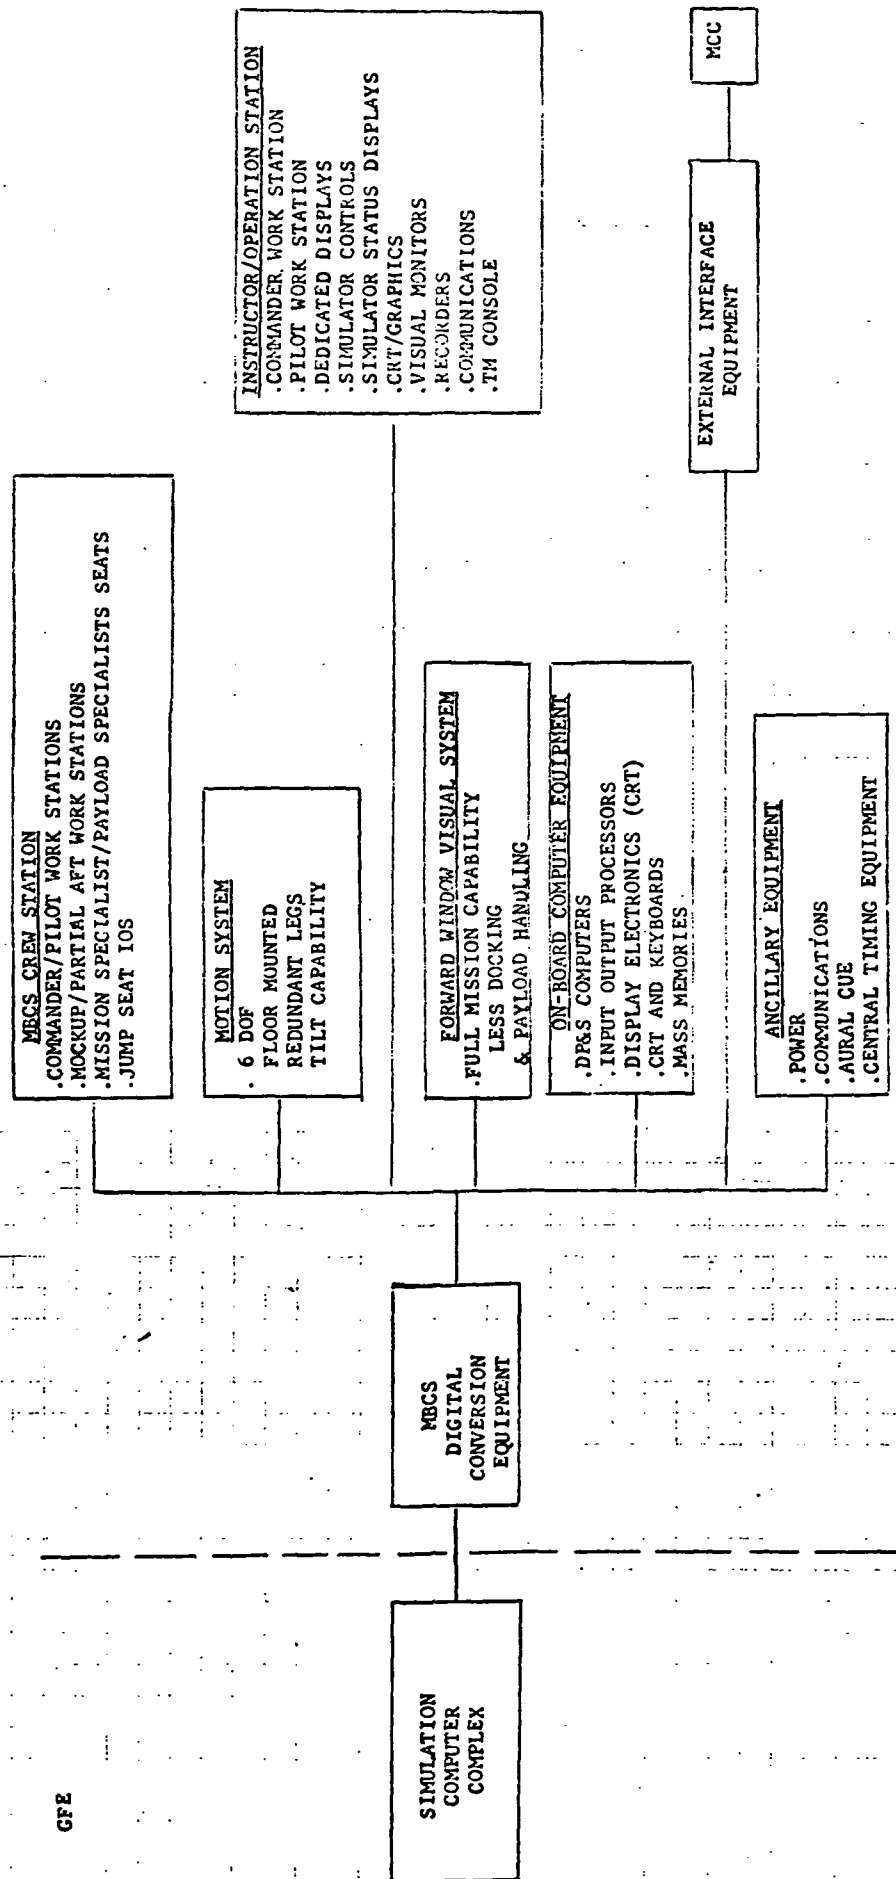 GFE
SIMULATION
COMPUTER
COMPLEX
MBCS
DIGITAL
CONVERSION
EQUIPMENT
MBCS CREW STATION
.COMMANDER/PILOT WORK STATIONS
.MOCKUP/PARTIAL AFT WORK STATIONS
.MISSION SPECIALIST/PAYLOAD SPECIALISTS SEATS
.JUMP SEAT IOS
MOTION SYSTEM
. 6 DOF
FLOOR MOUNTED
REDUNDANT LEGS
TILT CAPABILITY
INSTRUCTOR/OPERATION STATION
.COMMANDER WORK STATION
.PILOT WORK STATION
.DEDICATED DISPLAYS
.SIMULATOR CONTROLS
.SIMULATOR STATUS DISPLAYS
.CRT/GRAPHICS
.VISUAL MONITORS
.RECORDERS
.COMMUNICATIONS
.TM CONSOLE
FORWARD WINDOW VISUAL SYSTEM
.FULL MISSION CAPABILITY
LESS DOCKING
& PAYLOAD HANDLING
ON-BOARD COMPUTER EQUIPMENT
.DP&S COMPUTERS
.INPUT OUTPUT PROCESSORS
.DISPLAY ELECTRONICS (CRT)
.CRT AND KEYBOARDS
.MASS MEMORIES
EXTERNAL INTERFACE
EQUIPMENT
MCC
ANCILLARY EQUIPMENT
.POWER
.COMMUNICATIONS
.AURAL CUE
.CENTRAL TIMING EQUIPMENT